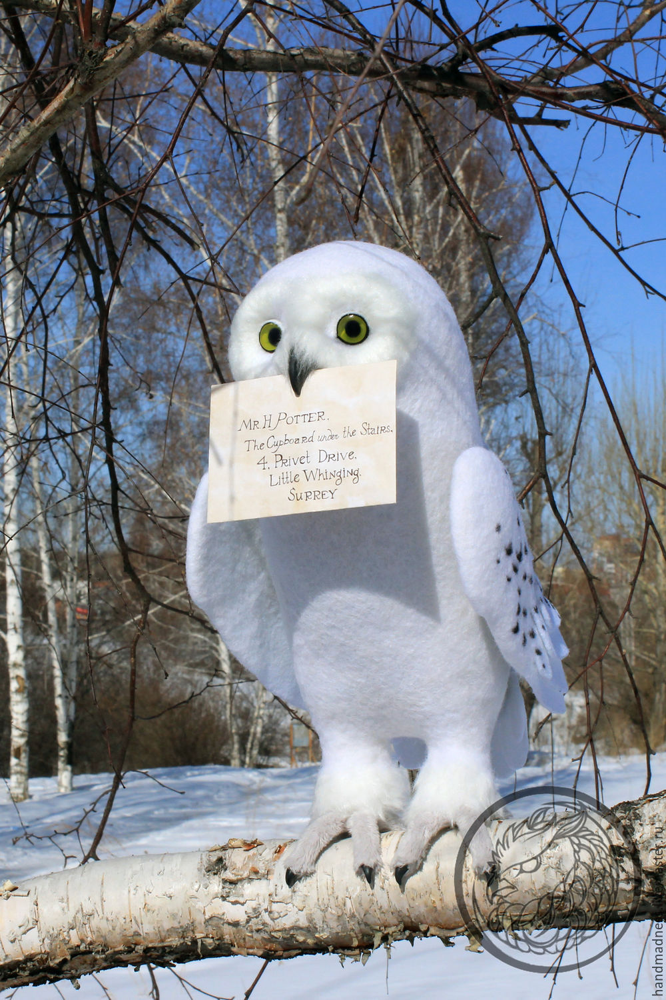 Mr. H. Potter,
The Cupboard under the Stairs,
4, Privet Drive,
Little Whinging,
Surrey